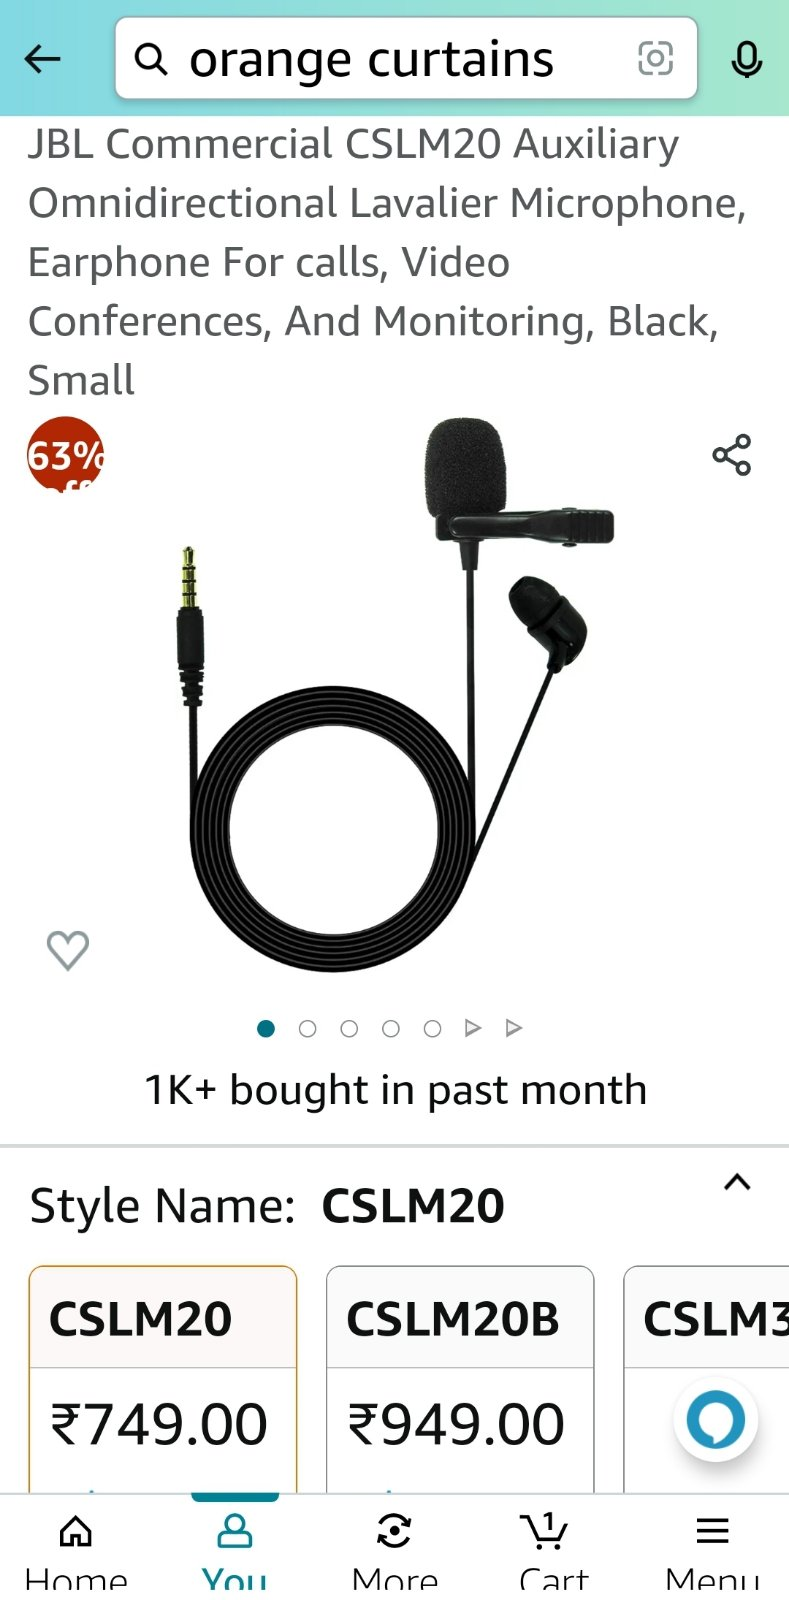 orange curtains
JBL Commercial CSLM20 Auxiliary
Omnidirectional Lavalier Microphone,
Earphone For calls, Video
Conferences, And Monitoring, Black,
Small
63%
off
1K+ bought in past month
Style Name: CSLM20
CSLM20 CSLM20B CSLM3
₹749.00 ₹949.00
1
Home You More Cart Menu